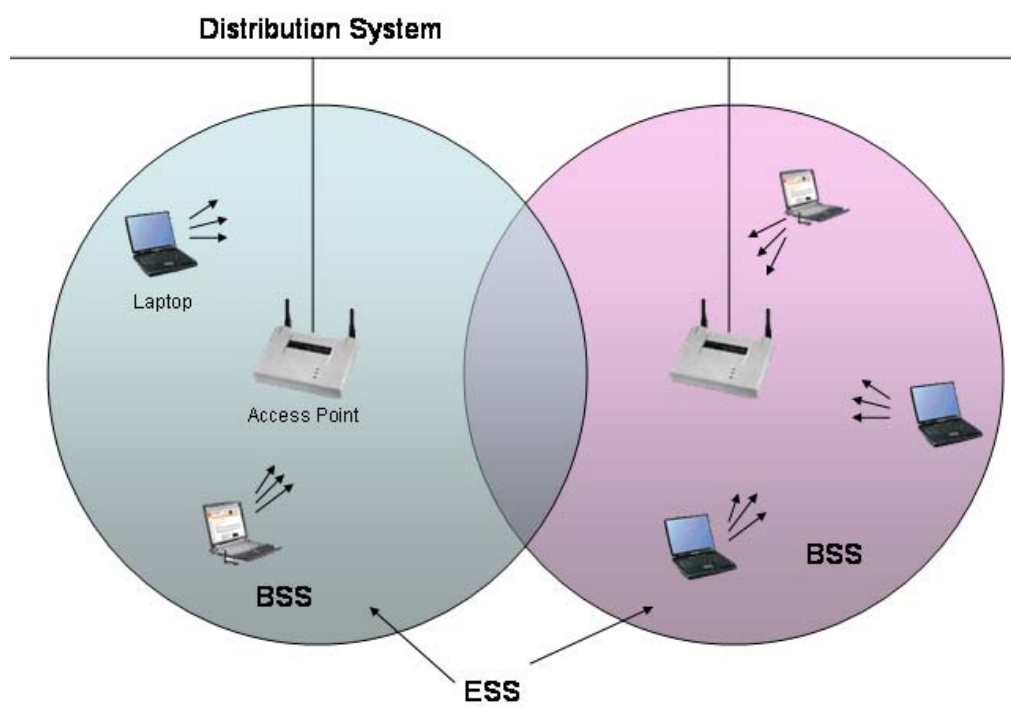 Distribution System
Laptop
Access Point
BSS
BSS
ESS